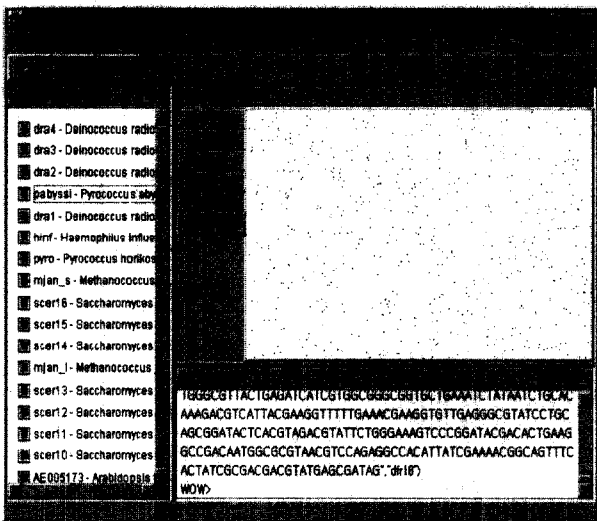 dra4 - Deinococcus radio
dra3 - Deinococcus radio
dra2 - Deinococcus radio
pabyssi - Pyrococcus aby
dra1 - Deinococcus radio
hinf - Haemophilus Influe
pyro - Pyrococcus horikos
mjan_s - Methanococcus
scer16 - Saccharomyces
scer15 - Saccharomyces
scer14 - Saccharomyces
mjan_l - Methanococcus
scer13 - Saccharomyces
scer12 - Saccharomyces
scer11 - Saccharomyces
scer10 - Saccharomyces
AE005173 - Arabidopsis
TGGGCGTTACTGAGATCATCGTGGCGGGCGGTGCTGAAATCTATAATCTGCAC
AAAGACGTCATTACGAAGGTTTTTGAAACGAAGGTGTTGAGGGCGTATCCTGC
AGCGGATACTCACGTAGACGTATTCTGGGAAAGTCCCGGATACGACACTGAAG
GCCGACAATGGCGCGTAACGTCCAGAGGCCACATTATCGAAAACGGCAGTTTC
ACTATCGCGACGACGTATGAGCGATAG","dfr18")
WOW>